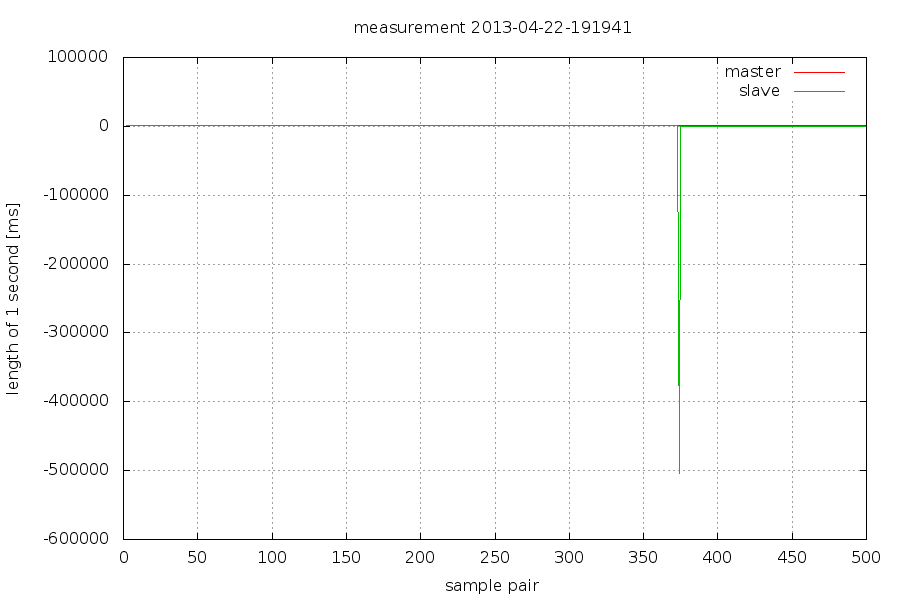 measurement 2013-04-22-191941
master
slave
100000
0
-100000
-200000
-300000
-400000
-500000
-600000
length of 1 second [ms]
0 50 100 150 200 250 300 350 400 450 500
sample pair